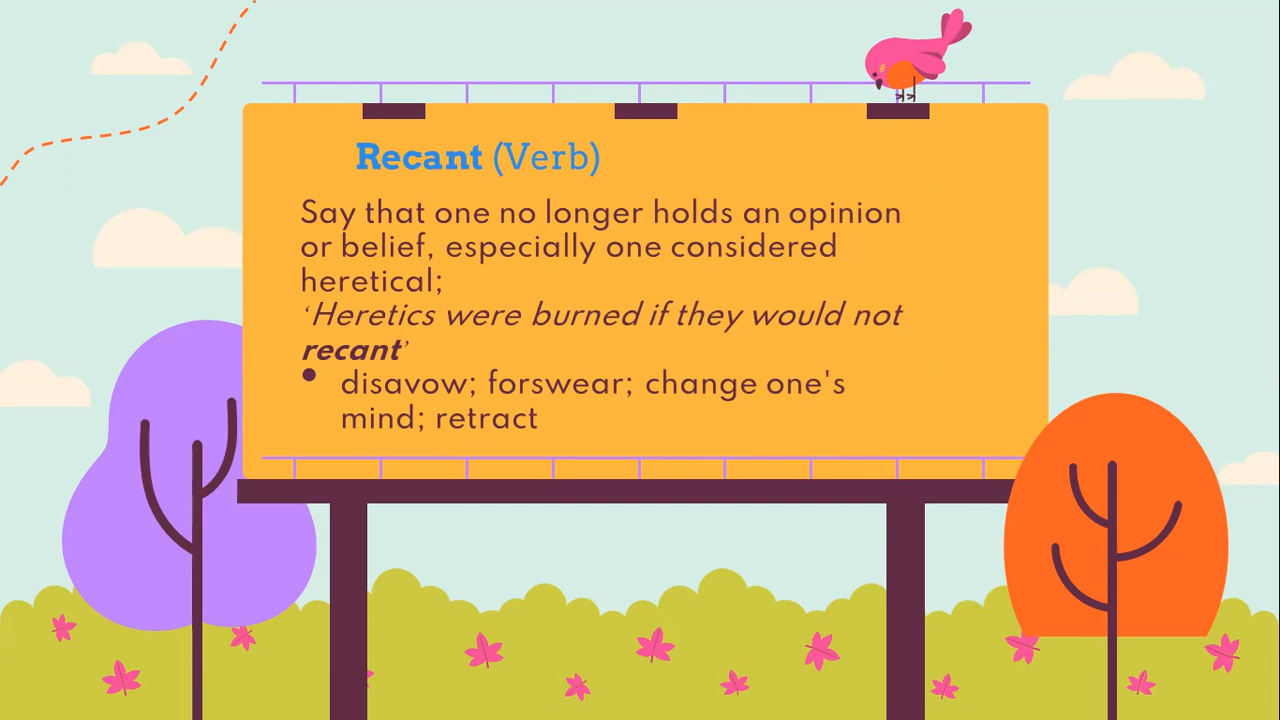 Recant (Verb)
Say that one no longer holds an opinion
or belief, especially one considered
heretical;
‘Heretics were burned if they would not
recant’
• disavow; forswear; change one's
mind; retract